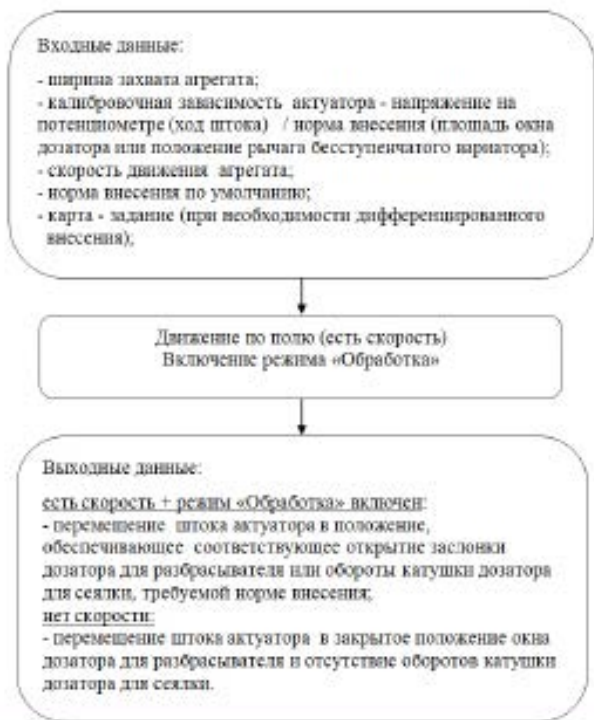 Входные данные:
- ширина захвата агрегата;
- калибровочная зависимость актуатора - напряжение на
потенциометре (ход штока) / норма внесения (площадь окна
дозатора или положение рычага бесступенчатого вариатора);
- скорость движения агрегата;
- норма внесения по умолчанию;
- карта - задание (при необходимости дифференцированного
внесения);
Движение по полю (есть скорость)
Включение режима «Обработка»
Выходные данные:
есть скорость + режим «Обработка» включен:
- перемещение штока актуатора в положение,
обеспечивающее соответствующее открытие заслонки
дозатора для разбрасывателя или обороты катушки дозатора
для сеялки, требуемой норме внесения;
нет скорости:
- перемещение штока актуатора в закрытое положение окна
дозатора для разбрасывателя и отсутствие оборотов катушки
дозатора для сеялки.